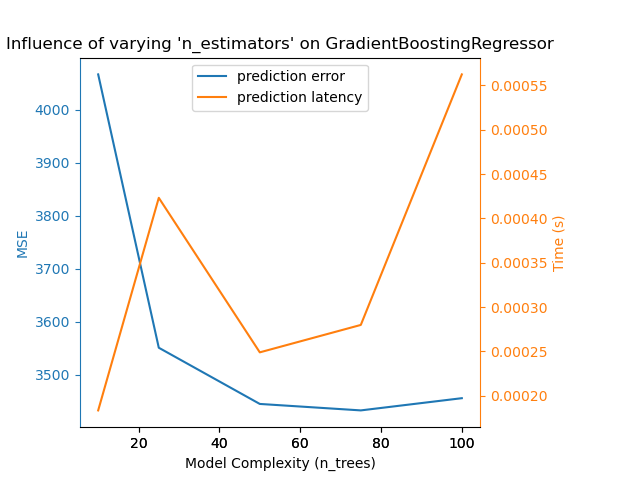 Influence of varying 'n_estimators' on GradientBoostingRegressor
prediction error
prediction latency
4000
3900
3800
3700
3600
3500
MSE
0.00055
0.00050
0.00045
0.00040
0.00035
0.00030
0.00025
0.00020
Time (s)
20 40 60 80 100
Model Complexity (n_trees)